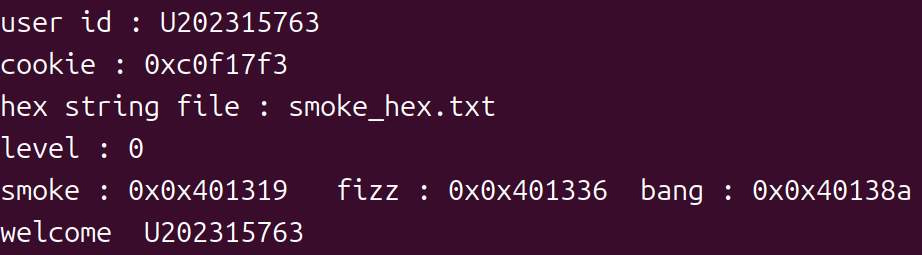 user id : U202315763
cookie : 0xc0f17f3
hex string file : smoke_hex.txt
level : 0
smoke : 0x0x401319   fizz : 0x0x401336  bang : 0x0x40138a
welcome  U202315763